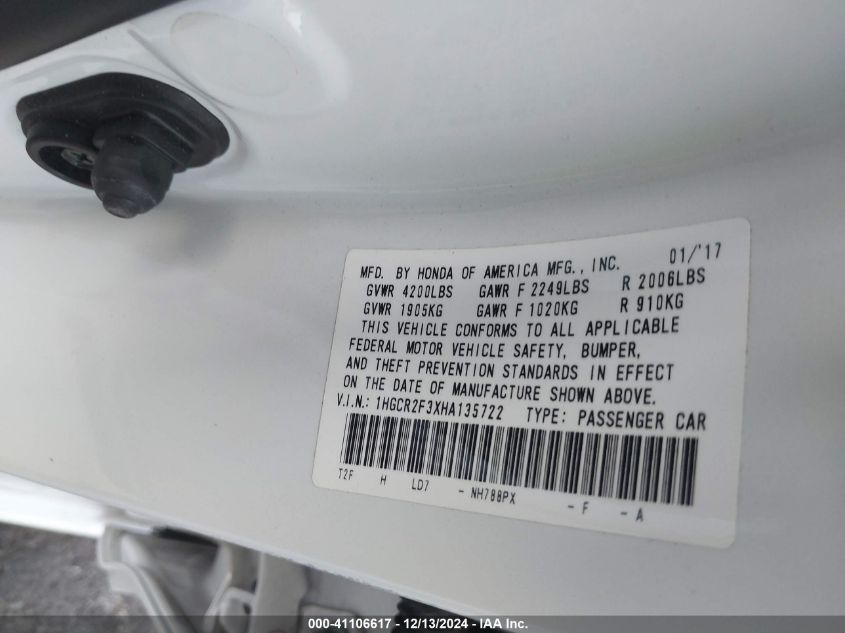 MFD. BY HONDA OF AMERICA MFG., INC. 01/'17
GVWR 4200LBS GAWR F 2249LBS R 2006LBS
GVWR 1905KG GAWR F 1020KG R 910KG
THIS VEHICLE CONFORMS TO ALL APPLICABLE
FEDERAL MOTOR VEHICLE SAFETY, BUMPER,
AND THEFT PREVENTION STANDARDS IN EFFECT
ON THE DATE OF MANUFACTURE SHOWN ABOVE.
V.I.N.: 1HGCR2F3XHA135722 TYPE: PASSENGER CAR
T2F H LD7 - NH788PX - F - A
000-41106617 - 12/13/2024 - IAA Inc.